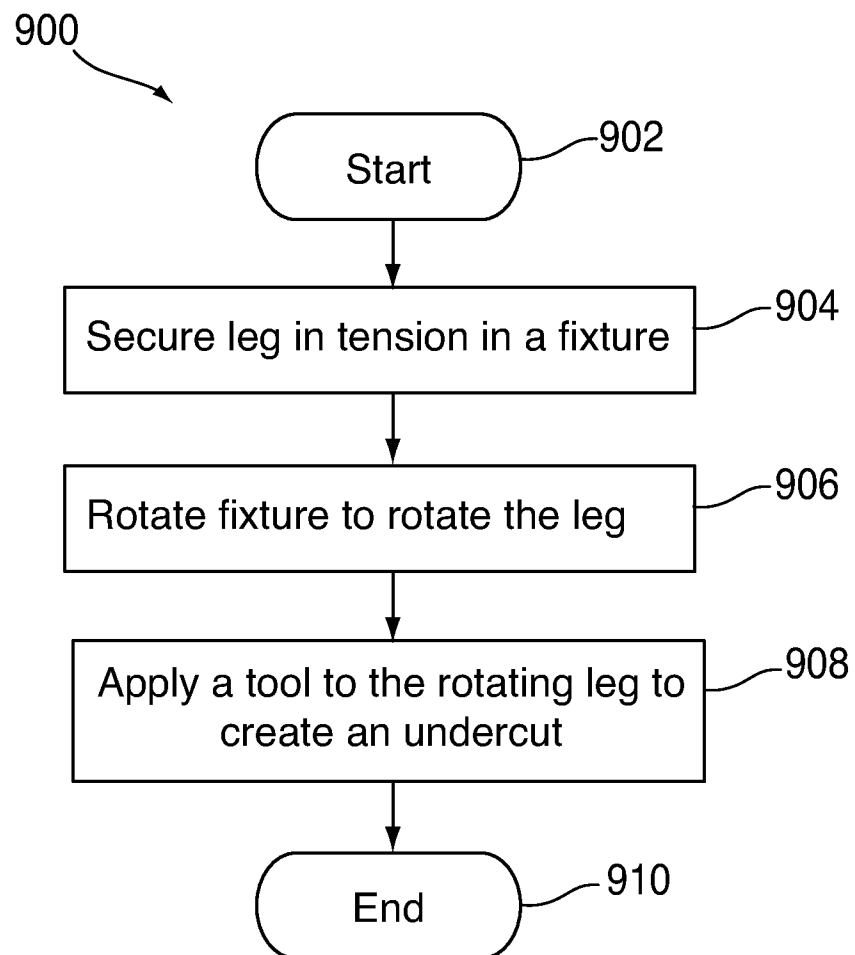 900
Start
902
Secure leg in tension in a fixture
904
Rotate fixture to rotate the leg
906
Apply a tool to the rotating leg to
create an undercut
908
End
910